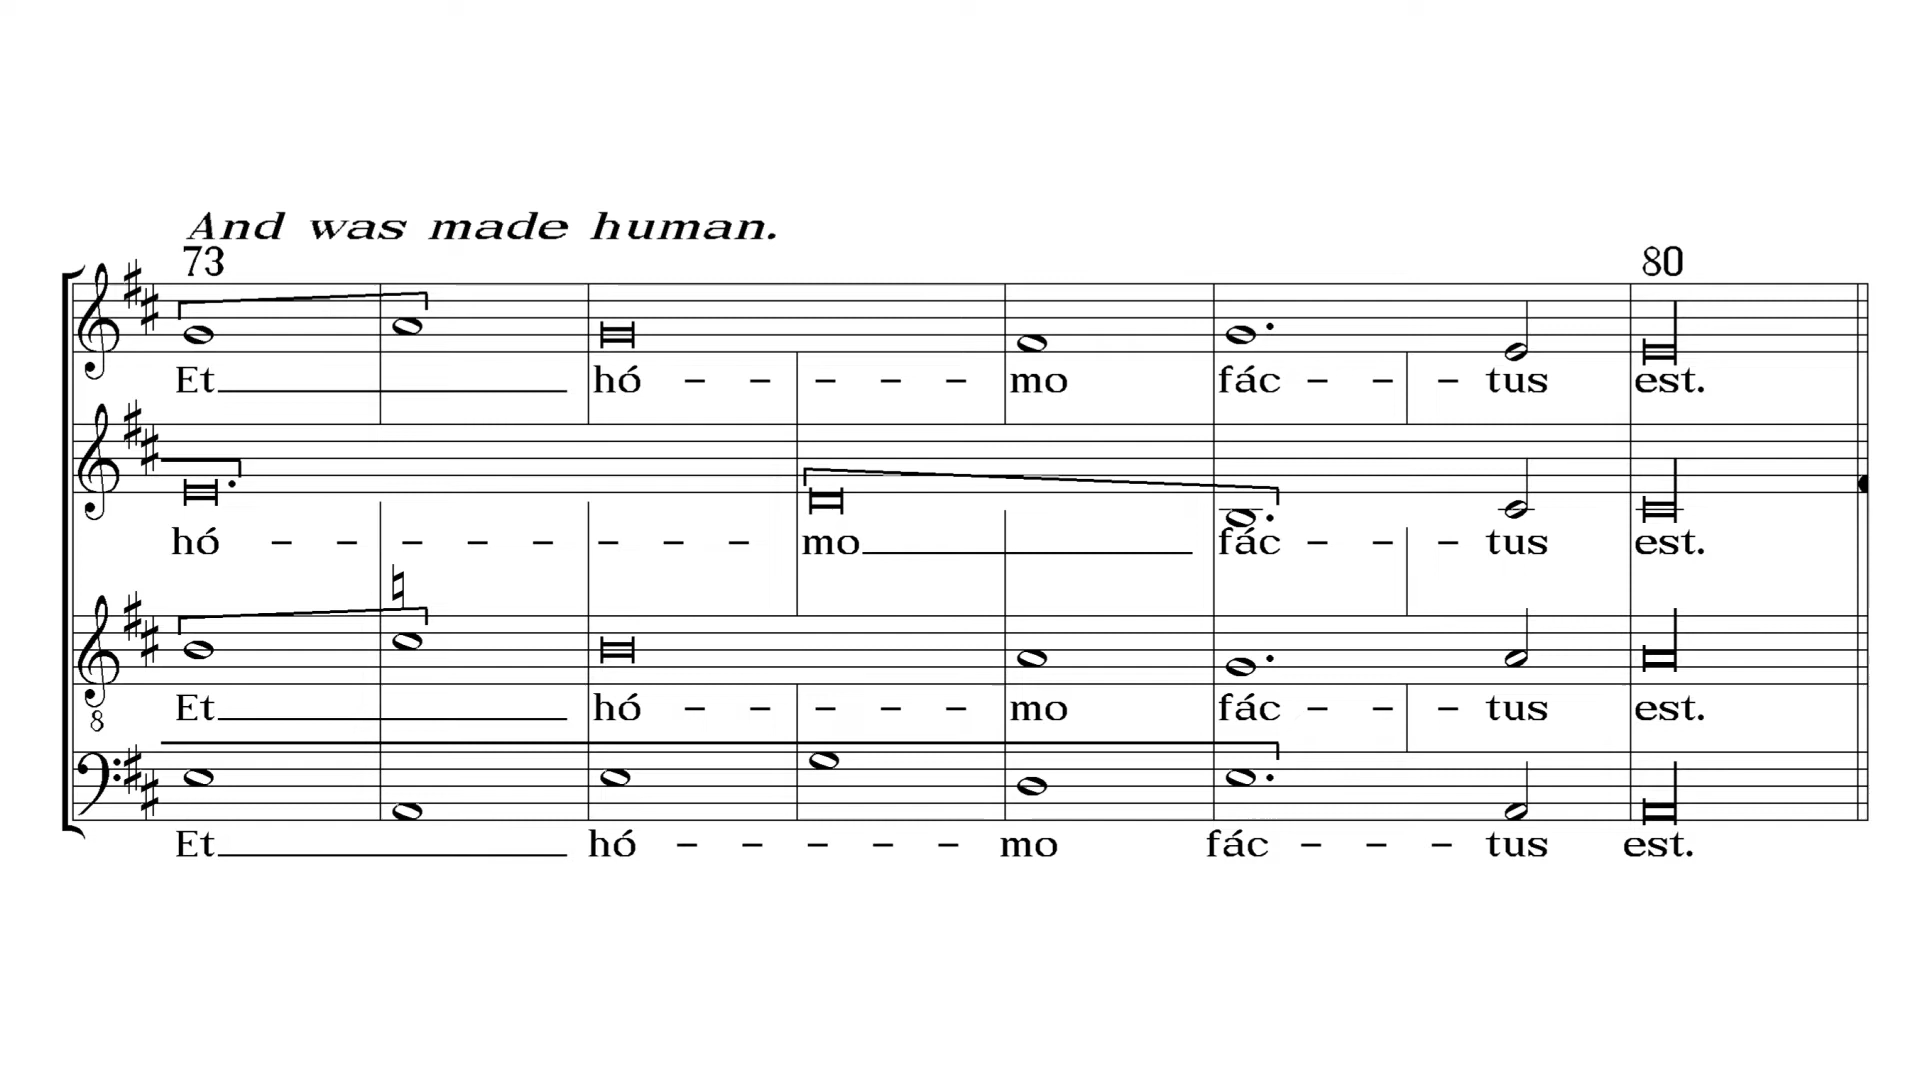 And was made human.
73 80
Et hó - - - - - mo fác - - - tus est.
hó - - - - - - - - mo fác - - - tus est.
Et hó - - - - - mo fác - - - tus est.
8
Et hó - - - - - mo fác - - - tus est.